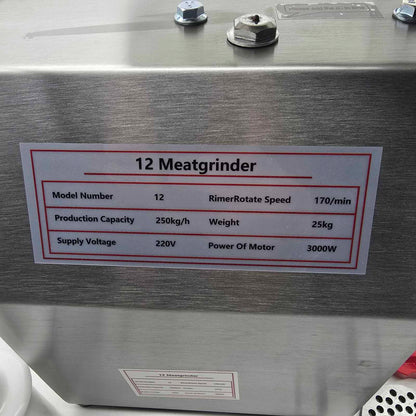 12 Meatgrinder
Model Number 12 RimerRotate Speed 170/min
Production Capacity 250kg/h Weight 25kg
Supply Voltage 220V Power Of Motor 3000W
12 Meatgrinder